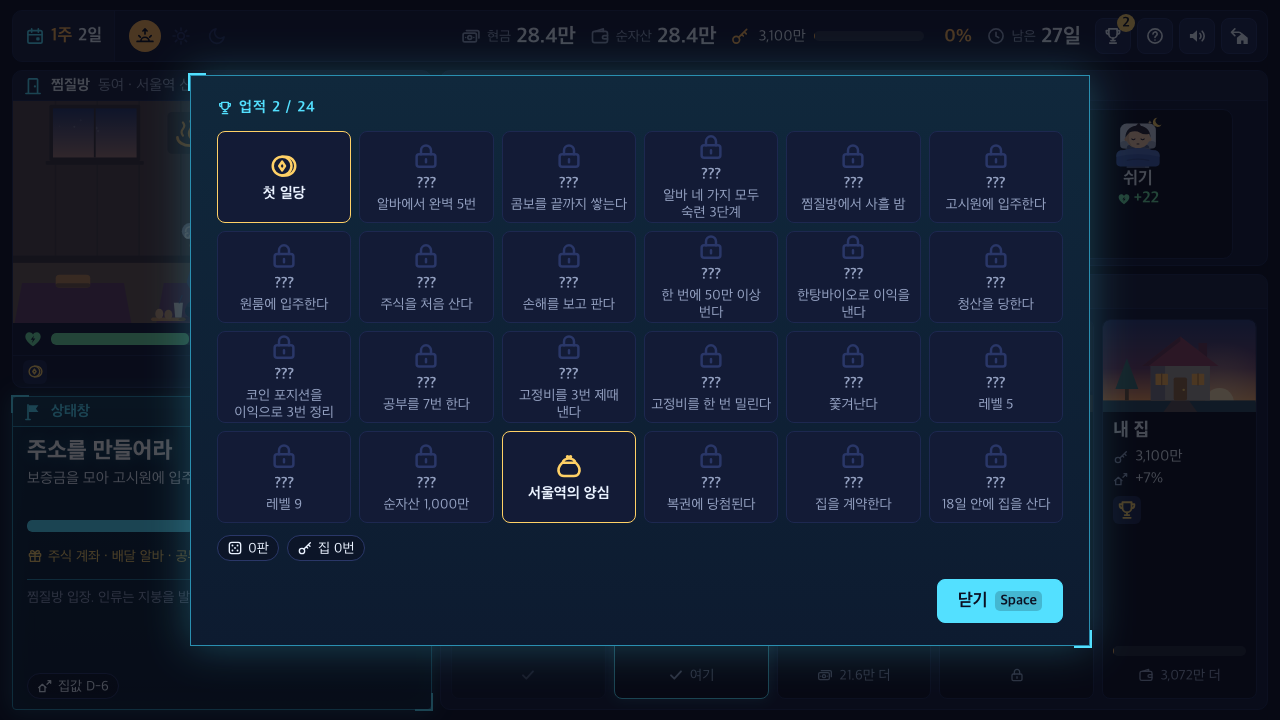 1주 2일
현금 28.4만
순자산 28.4만
3,100만
0%
남은 27일
2
찜질방 동여 · 서울역
쉬기
+22
상태창
주소를 만들어라
보증금을 모아 고시원에 입주
주식 계좌 · 배달 알바 ·
찜질방 입장. 인류는 지붕을
집값 D-6
업적 2 / 24
첫 일당
???
알바에서 완벽 5번
???
콤보를 끝까지 쌓는다
???
알바 네 가지 모두
숙련 3단계
???
찜질방에서 사흘 밤
???
고시원에 입주한다
???
원룸에 입주한다
???
주식을 처음 산다
???
손해를 보고 판다
???
한 번에 50만 이상
번다
???
한탕바이오로 이익을
낸다
???
청산을 당한다
???
코인 포지션을
이익으로 3번 정리
???
공부를 7번 한다
???
고정비를 3번 제때
낸다
???
고정비를 한 번 밀린다
???
쫓겨난다
???
레벨 5
???
레벨 9
???
순자산 1,000만
서울역의 양심
???
복권에 당첨된다
???
집을 계약한다
???
18일 안에 집을 산다
0판
집 0번
닫기 Space
내 집
3,100만
+7%
여기
21.6만 더
3,072만 더